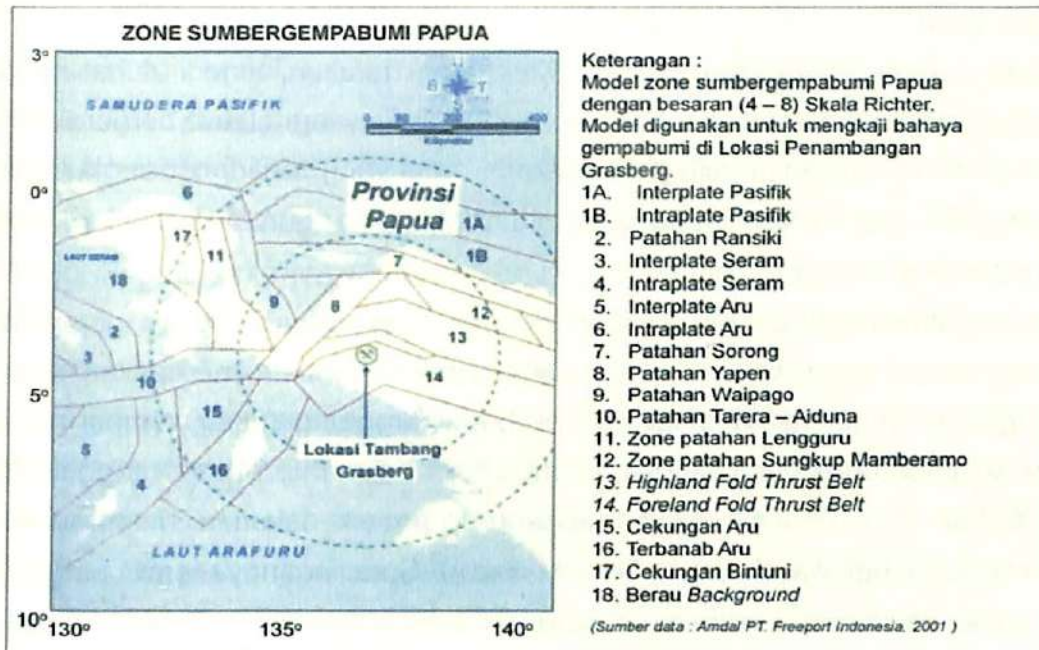 ZONE SUMBERGEMPABUMI PAPUA
3°
SAMUDERA PASIFIK
B T
S
0 400
Kilometer
0°
6
Provinsi
Papua
17
1A
11
1B
7
18
9
8
12
2
13
3
10
14
5°
15
Lokasi Tambang
Grasberg
5
16
4
LAUT ARAFURU
10°
130° 135° 140°
Keterangan :
Model zone sumbergempabumi Papua
dengan besaran (4 – 8) Skala Richter.
Model digunakan untuk mengkaji bahaya
gempabumi di Lokasi Penambangan
Grasberg.
1A. Interplate Pasifik
1B. Intraplate Pasifik
2. Patahan Ransiki
3. Interplate Seram
4. Intraplate Seram
5. Interplate Aru
6. Intraplate Aru
7. Patahan Sorong
8. Patahan Yapen
9. Patahan Waipago
10. Patahan Tarera – Aiduna
11. Zone patahan Lengguru
12. Zone patahan Sungkup Mamberamo
13. Highland Fold Thrust Belt
14. Foreland Fold Thrust Belt
15. Cekungan Aru
16. Terbanab Aru
17. Cekungan Bintuni
18. Berau Background
(Sumber data : Amdal PT. Freeport Indonesia, 2001 )